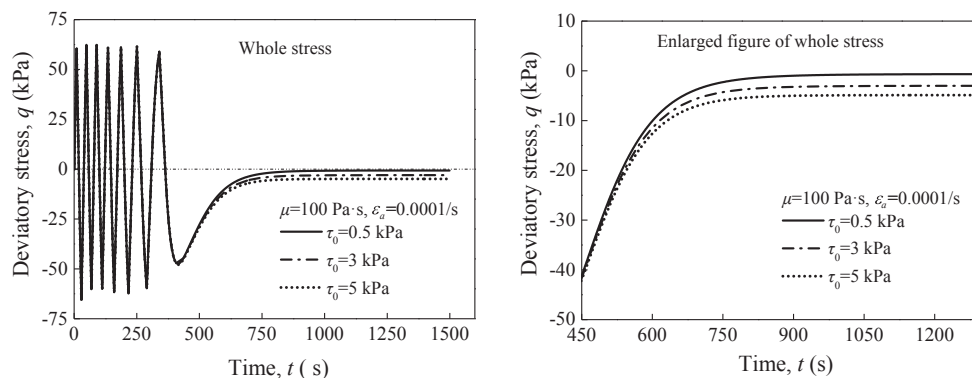 75
50
25
0
-25
-50
-75
Deviatory stress, q (kPa)
Whole stress
μ=100 Pa·s, εₐ=0.0001/s
τ₀=0.5 kPa
τ₀=3 kPa
τ₀=5 kPa
0 250 500 750 1000 1250 1500
Time, t ( s)
10
0
-10
-20
-30
-40
-50
Deviatory stress, q (kPa)
Enlarged figure of whole stress
μ=100 Pa·s, εₐ=0.0001/s
τ₀=0.5 kPa
τ₀=3 kPa
τ₀=5 kPa
450 600 750 900 1050 1200
Time, t (s)